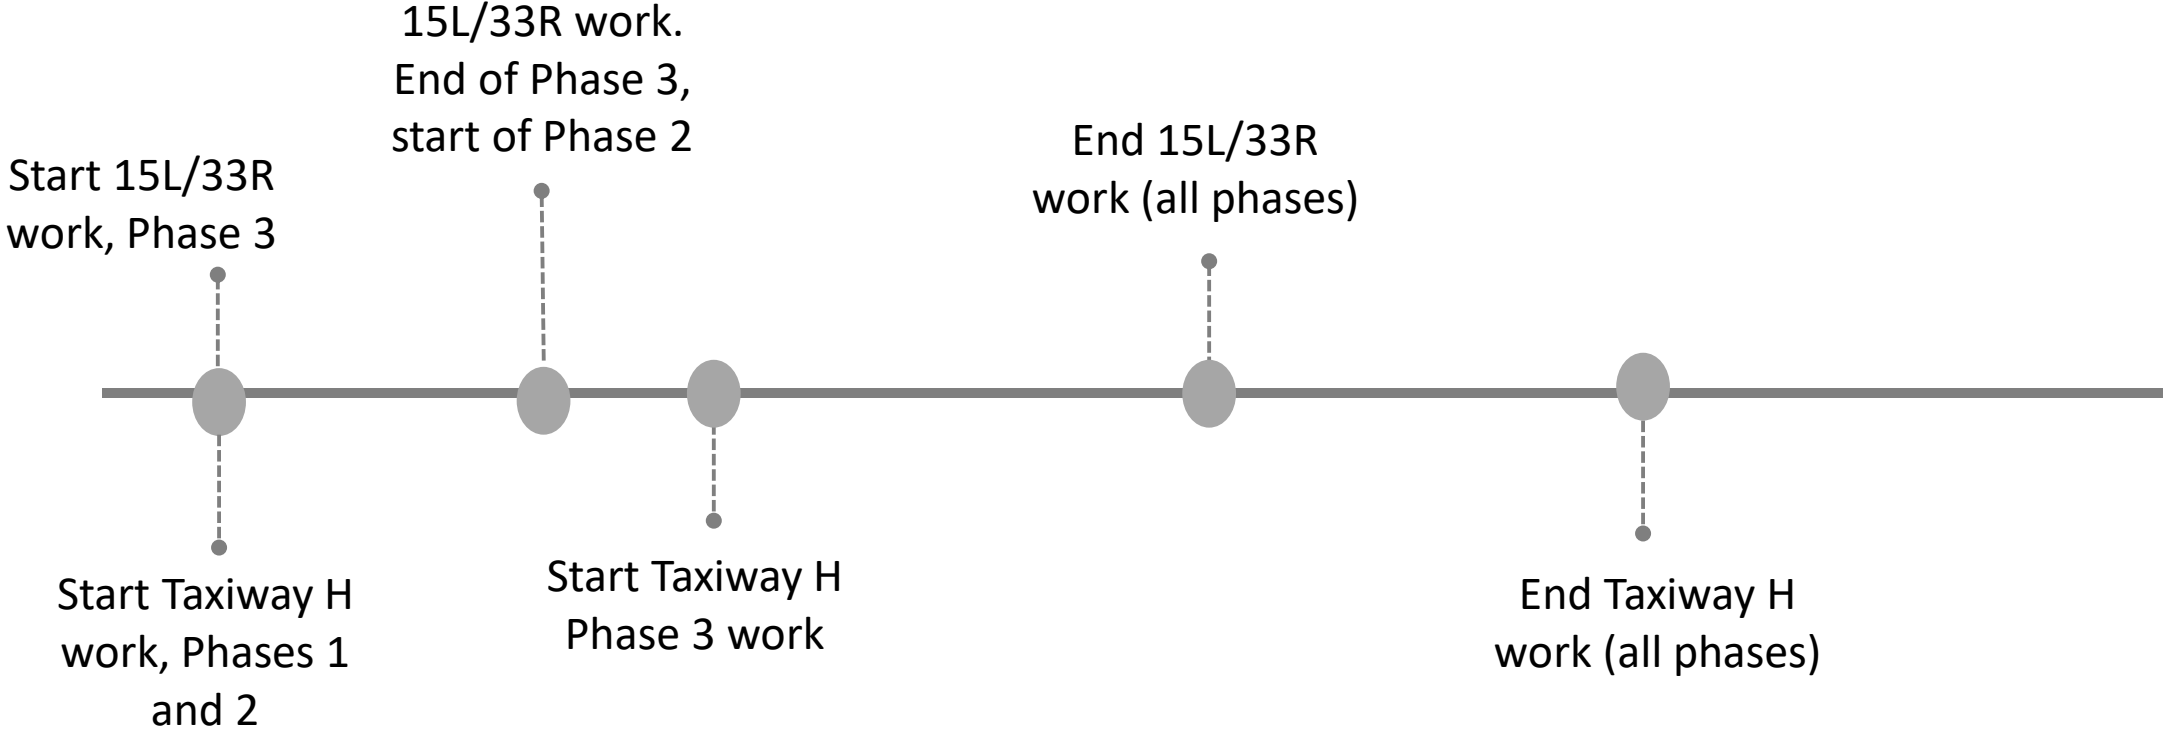 15L/33R work.
End of Phase 3,
start of Phase 2
Start 15L/33R
work, Phase 3
End 15L/33R
work (all phases)
Start Taxiway H
work, Phases 1
and 2
Start Taxiway H
Phase 3 work
End Taxiway H
work (all phases)